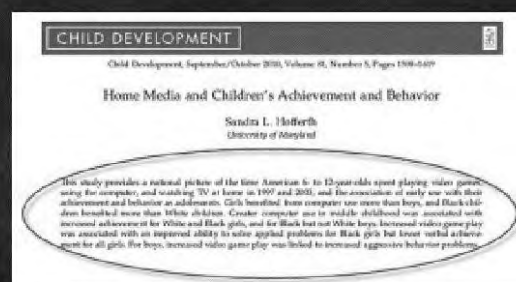 CHILD DEVELOPMENT
Child Development, September/October 2010, Volume 81, Number 5, Pages 1598–1619
Home Media and Children's Achievement and Behavior
Sandra L. Hofferth
University of Maryland
This study provides a national picture of the time American 6- to 12-year-olds spent playing video games,
using the computer, and watching TV at home in 1997 and 2003, and the association of early use with their
achievement and behavior as adolescents. Girls benefited from computer use more than boys, and Black chil-
dren benefited more than White children. Greater computer use in middle childhood was associated with
increased achievement for White and Black girls, and for Black but not White boys. Increased video game play
was associated with an improved ability to solve applied problems for Black girls but lower verbal achieve-
ment for all girls. For boys, increased video game play was linked to increased aggressive behavior problems.